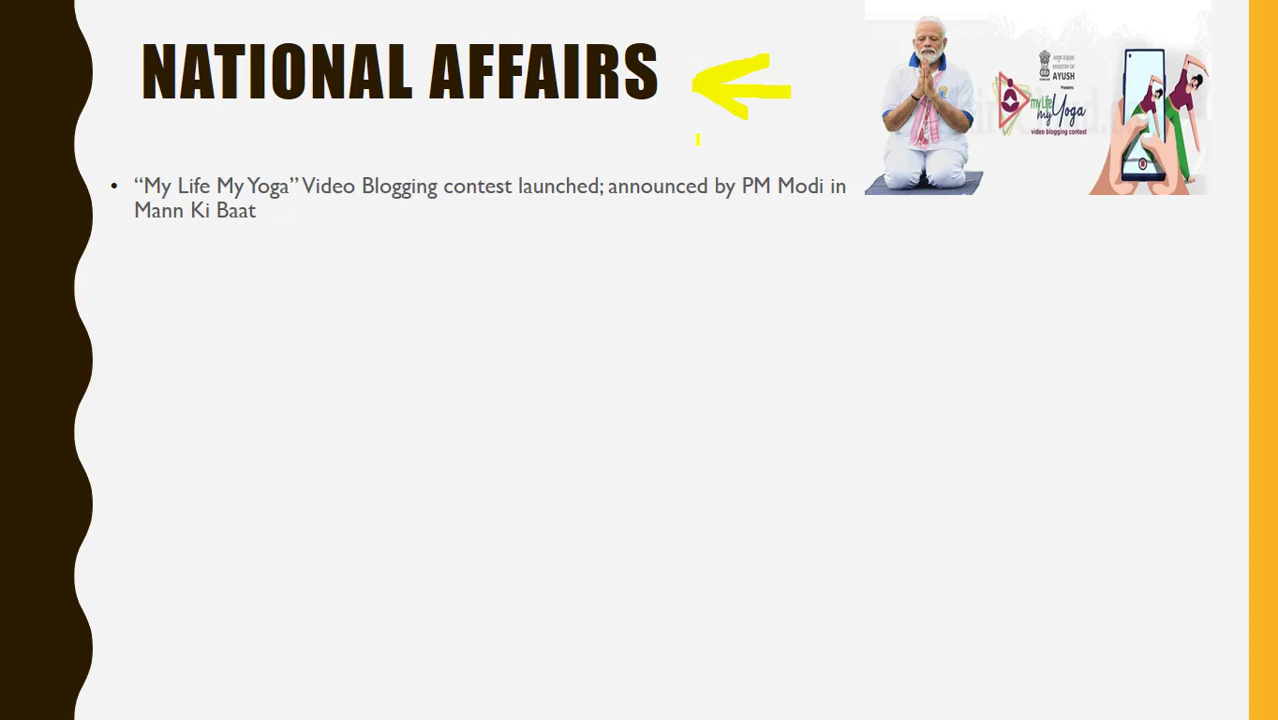 NATIONAL AFFAIRS
MINISTRY OF
AYUSH
Presents
my Life
my Yoga
video blogging contest
• “My Life My Yoga” Video Blogging contest launched; announced by PM Modi in
Mann Ki Baat